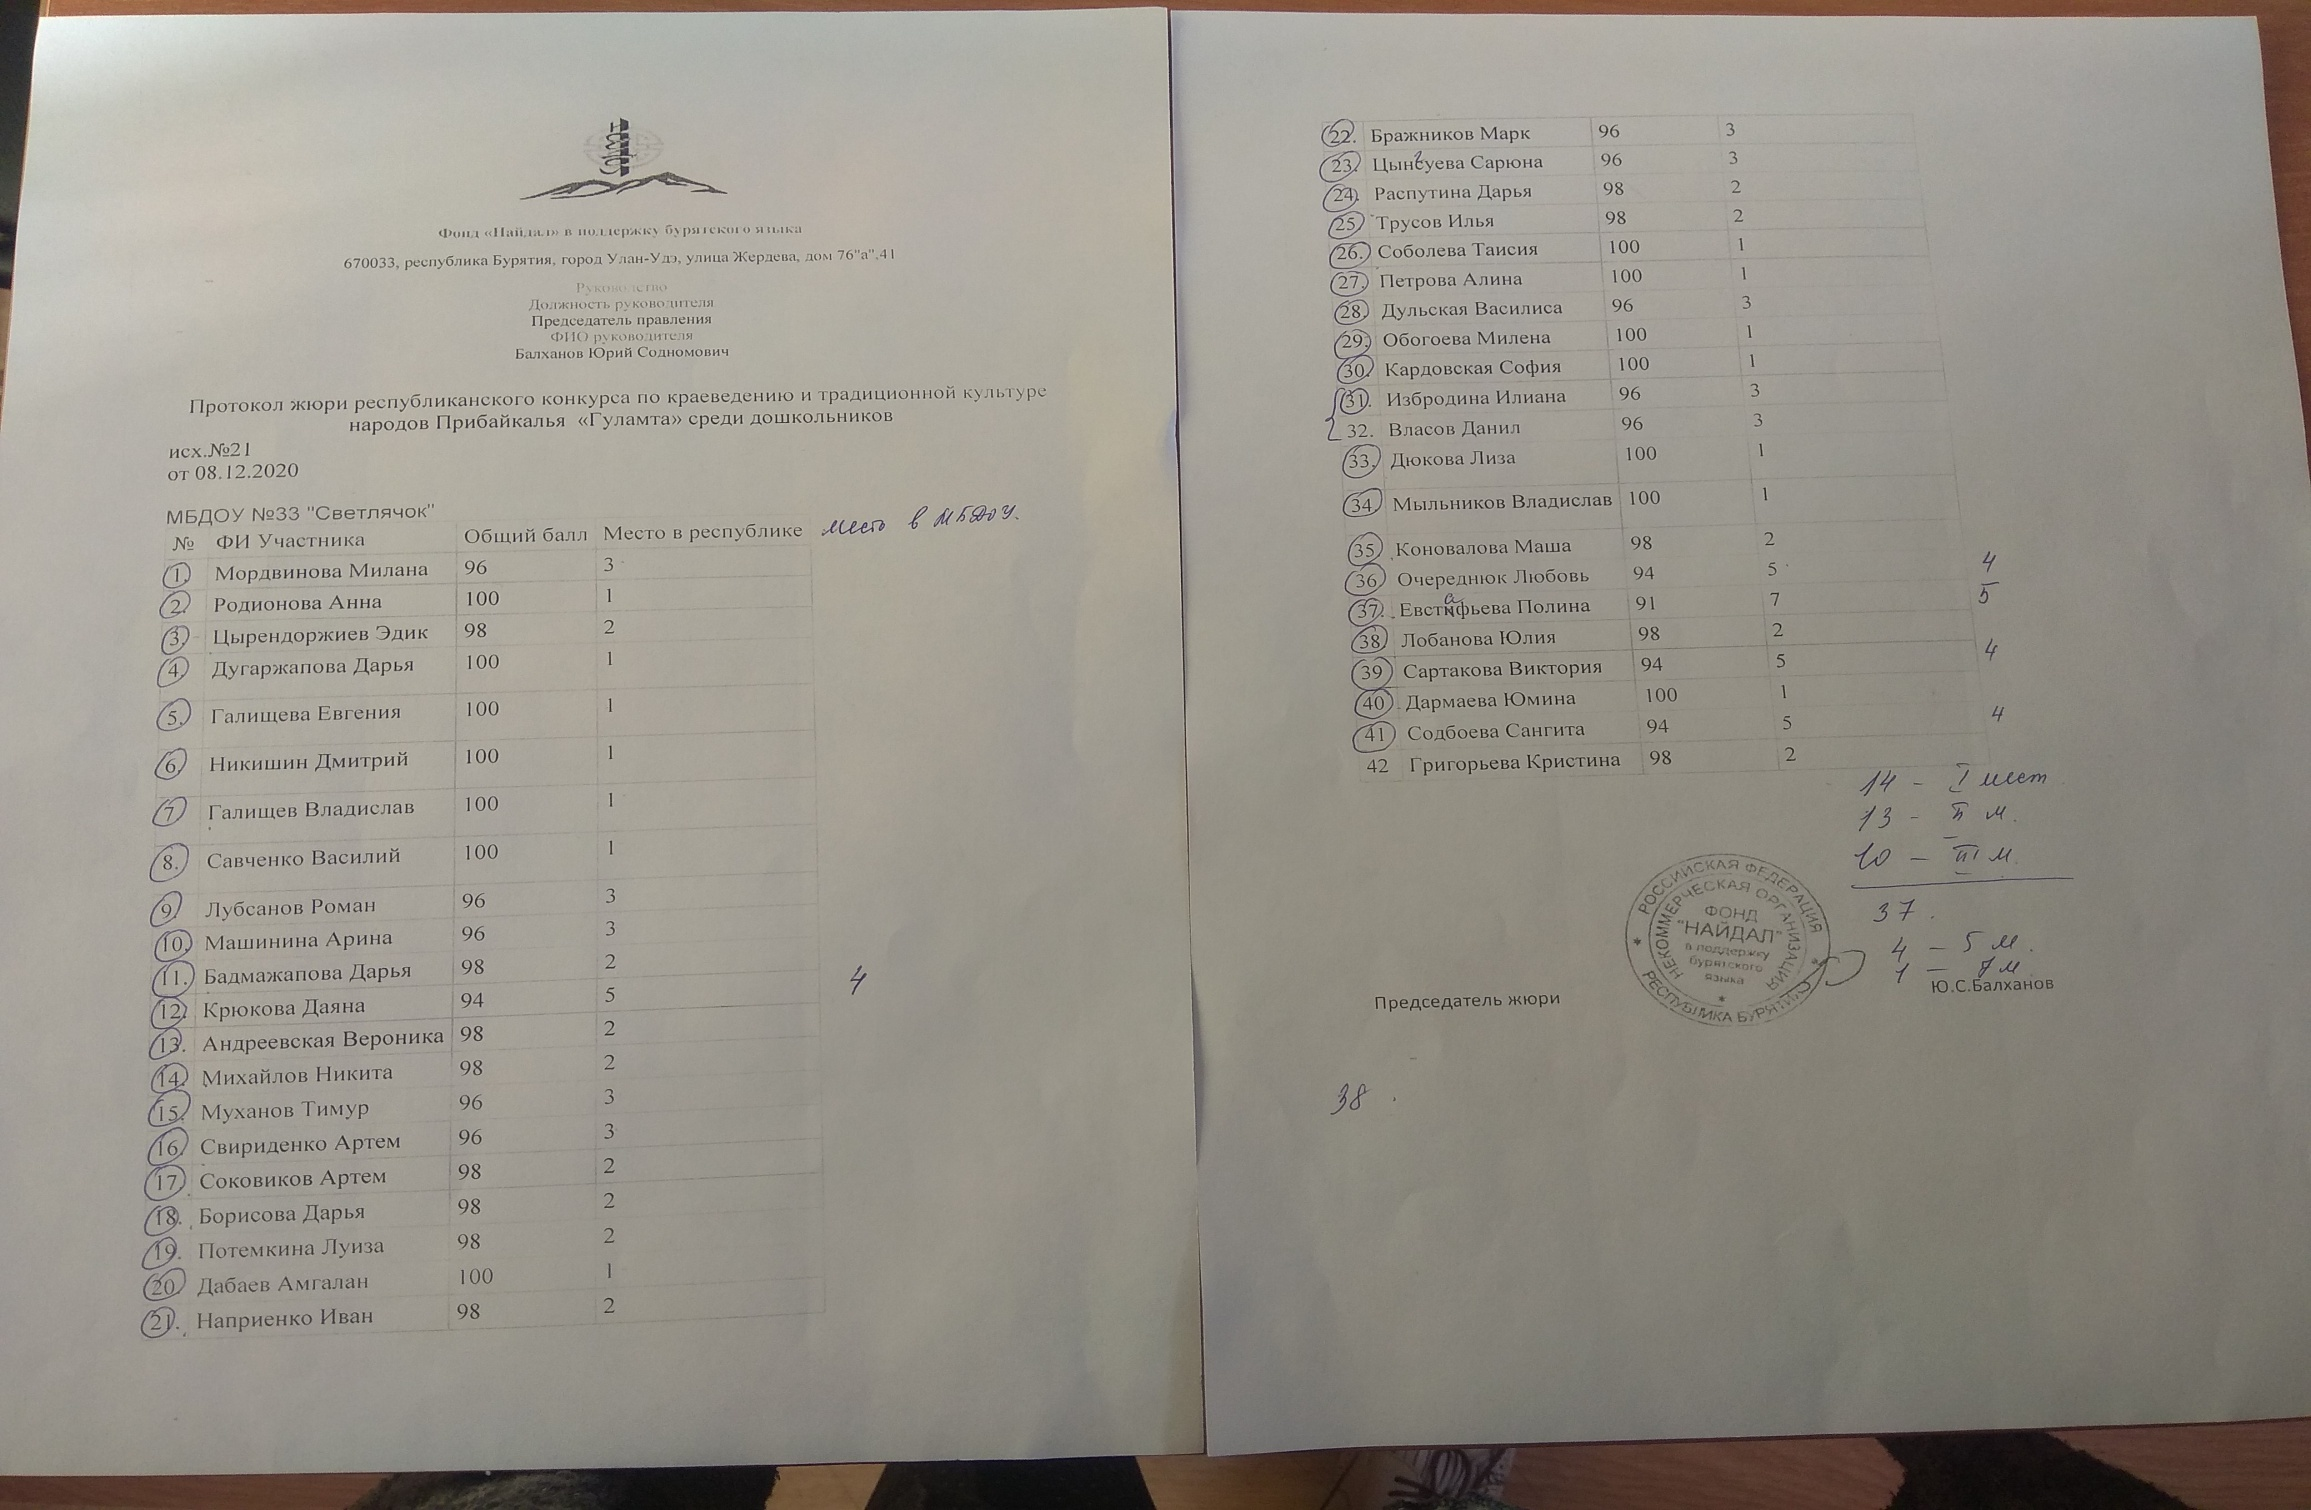 Фонд «Найдал» в поддержку бурятского языка
670033, республика Бурятия, город Улан-Удэ, улица Жердева, дом 76"а",41
Руководство
Должность руководителя
Председатель правления
ФИО руководителя
Балханов Юрий Содномович
Протокол жюри республиканского конкурса по краеведению и традиционной культуре
народов Прибайкалья «Гуламта» среди дошкольников
исх.№21
от 08.12.2020
МБДОУ №33 "Светлячок"
№ ФИ Участника Общий балл Место в республике место в МБДОУ.
1. Мордвинова Милана 96 3
2. Родионова Анна 100 1
3. Цырендоржиев Эдик 98 2
4. Дугаржапова Дарья 100 1
5. Галищева Евгения 100 1
6. Никишин Дмитрий 100 1
7. Галищев Владислав 100 1
8. Савченко Василий 100 1
9. Лубсанов Роман 96 3
10. Машинина Арина 96 3
11. Бадмажапова Дарья 98 2
12. Крюкова Даяна 94 5 4
13. Андреевская Вероника 98 2
14. Михайлов Никита 98 2
15. Муханов Тимур 96 3
16. Свириденко Артем 96 3
17. Соковиков Артем 98 2
18. Борисова Дарья 98 2
19. Потемкина Луиза 98 2
20. Дабаев Амгалан 100 1
21. Наприенко Иван 98 2
22. Бражников Марк 96 3
23. Цынгуева Сарюна 96 3
24. Распутина Дарья 98 2
25. Трусов Илья 98 2
26. Соболева Таисия 100 1
27. Петрова Алина 100 1
28. Дульская Василиса 96 3
29. Обогоева Милена 100 1
30. Кардовская София 100 1
31. Избродина Илиана 96 3
32. Власов Данил 96 3
33. Дюкова Лиза 100 1
34. Мыльников Владислав 100 1
35. Коновалова Маша 98 2
36. Очереднюк Любовь 94 5 4
37. Евстафьева Полина 91 7 5
38. Лобанова Юлия 98 2
39 Сартакова Виктория 94 5 4
40 Дармаева Юмина 100 1
41 Содбоева Сангита 94 5 4
42 Григорьева Кристина 98 2
14 - I мест
13 - II м.
10 - III м.
37.
4 - 5 м.
1 - 7 м
РОССИЙСКАЯ ФЕДЕРАЦИЯ
РЕСПУБЛИКА БУРЯТИЯ
НЕКОММЕРЧЕСКАЯ ОРГАНИЗАЦИЯ
ФОНД
"НАЙДАЛ"
в поддержку
бурятского
языка
Председатель жюри Ю.С.Балханов
38.